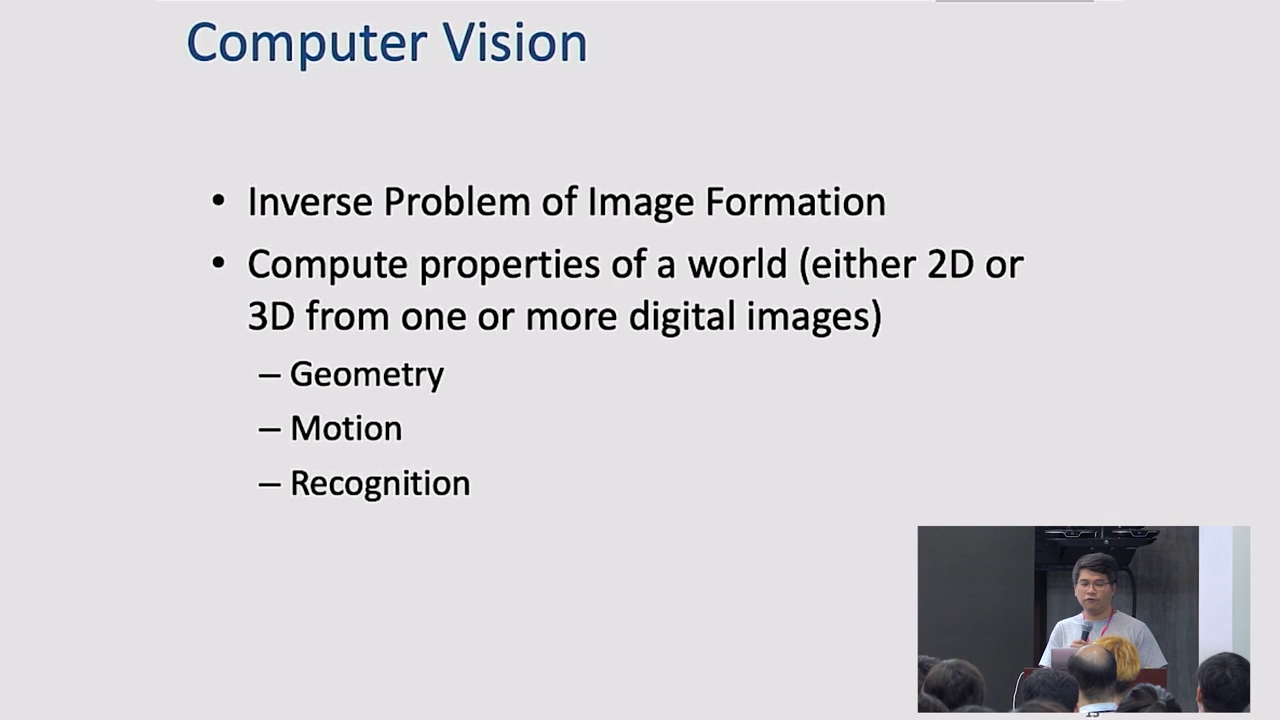 Computer Vision
• Inverse Problem of Image Formation
• Compute properties of a world (either 2D or
3D from one or more digital images)
– Geometry
– Motion
– Recognition